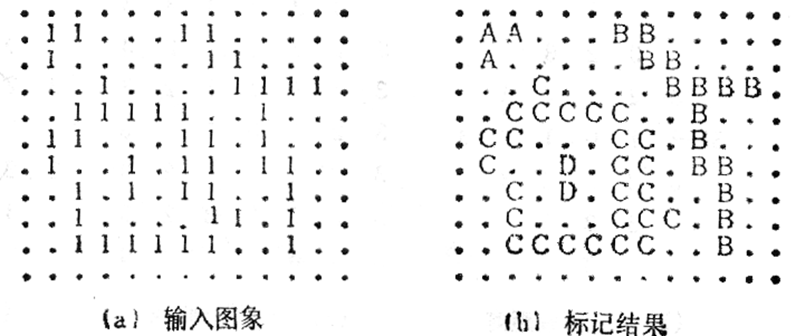 . . . . . . . . . . . . .
. 1 1 . . . 1 1 . . . . .
. 1 . . . . . 1 1 . . . .
. . . 1 . . . . 1 1 1 1 .
. . 1 1 1 1 1 . . 1 . . .
. 1 1 . . . 1 1 . 1 . . .
. 1 . . 1 . 1 1 . 1 1 . .
. . 1 . 1 . 1 1 . . 1 . .
. . 1 . . . . 1 1 . 1 . .
. . 1 1 1 1 1 1 . . 1 . .
. . . . . . . . . . . . .
(a) 输入图象
. . . . . . . . . . . . .
. A A . . . B B . . . . .
. A . . . . . B B . . . .
. . . C . . . . B B B B .
. . C C C C C . . B . . .
. C C . . . C C . B . . .
. C . . D . C C . B B . .
. . C . D . C C . . B . .
. . C . . . C C C . B . .
. . C C C C C C . . B . .
. . . . . . . . . . . . .
(b) 标记结果